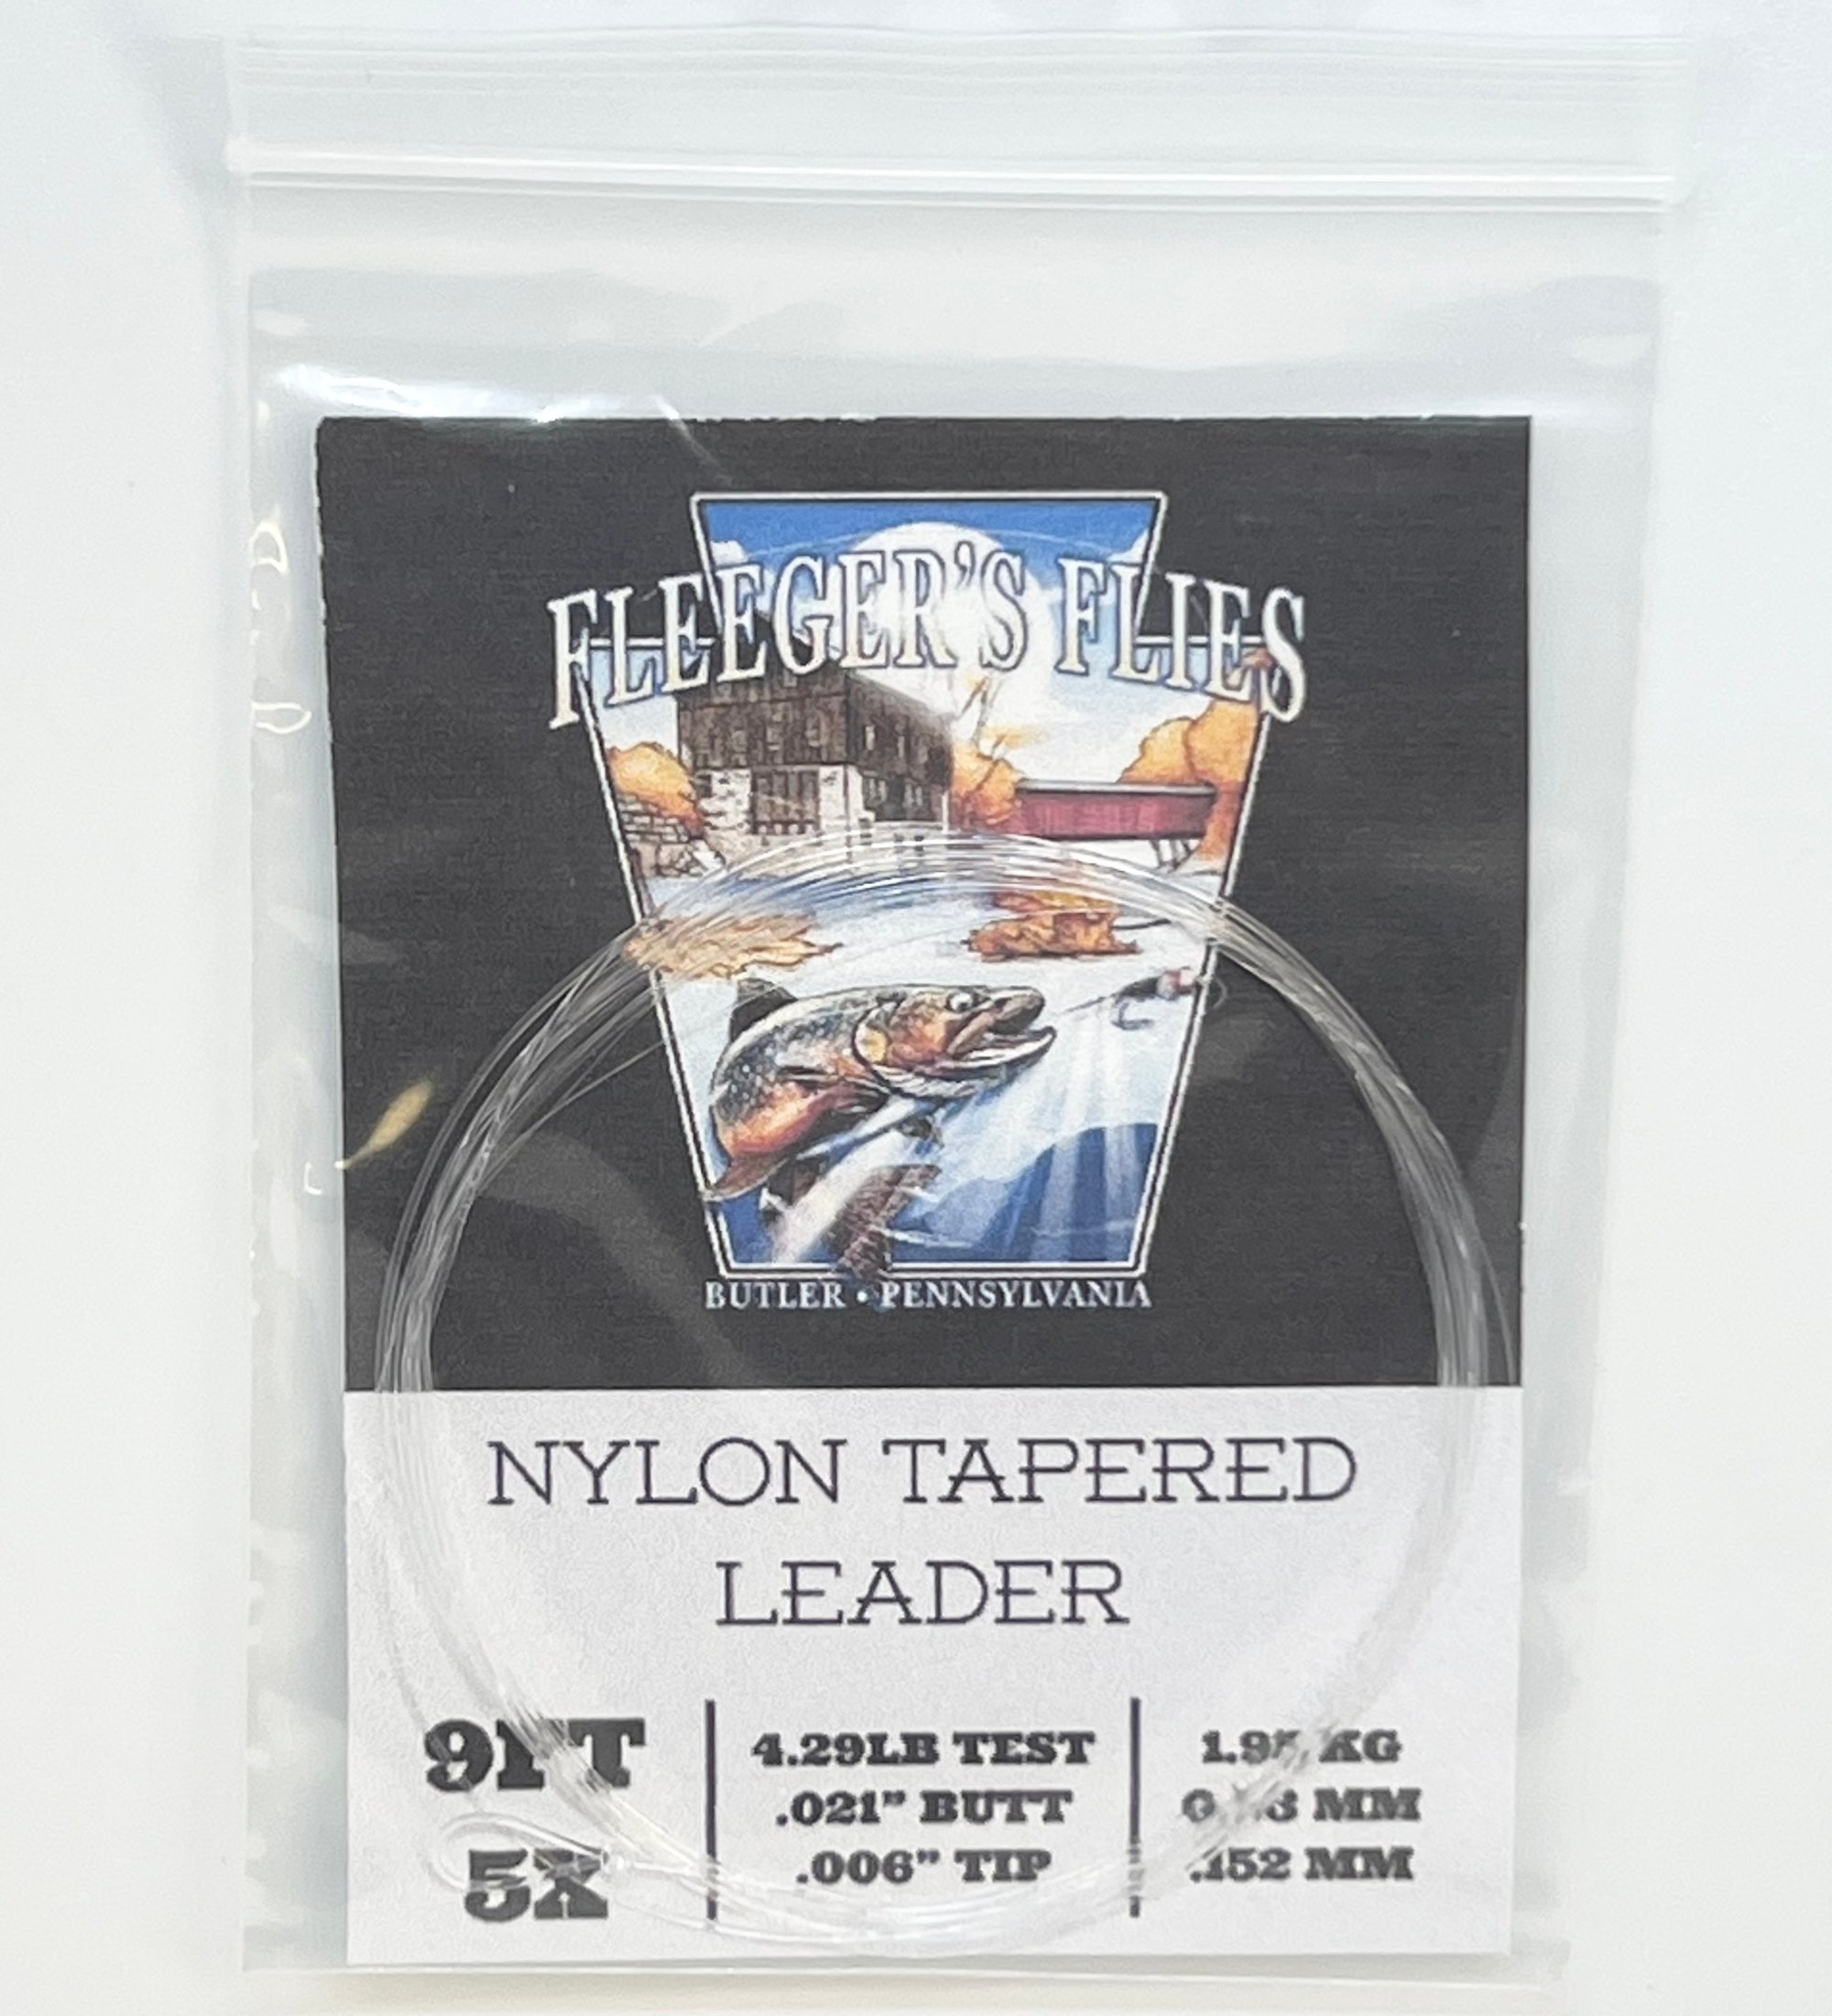 FLEEGER'S FLIES
BUTLER • PENNSYLVANIA
NYLON TAPERED
LEADER
9FT
5X
4.29LB TEST
.021" BUTT
.006" TIP
KG
MM
.152 MM